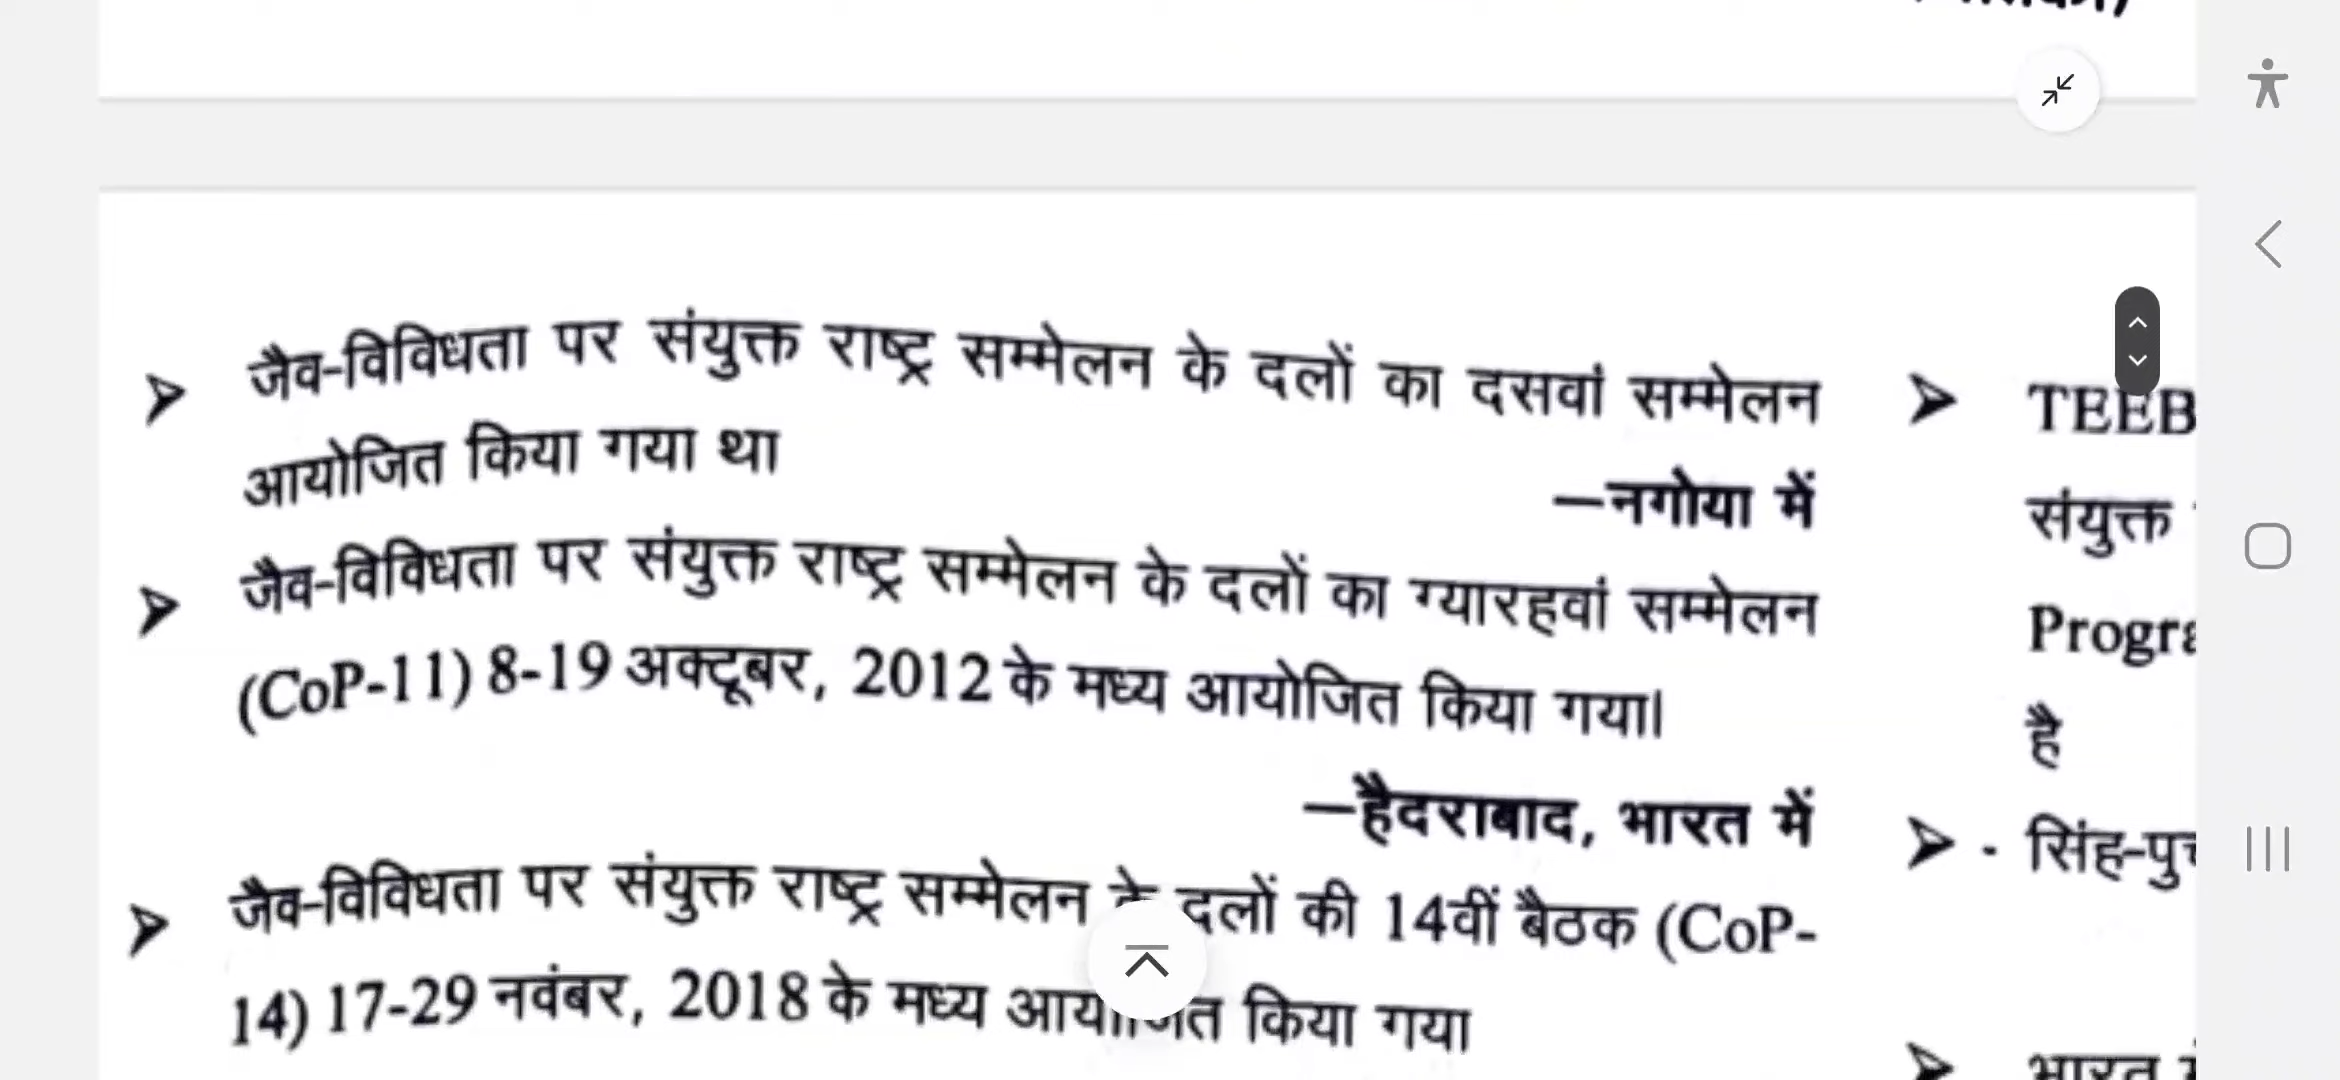 जैव-विविधता पर संयुक्त राष्ट्र सम्मेलन के दलों का दसवां सम्मेलन
आयोजित किया गया था
—नगोया में
जैव-विविधता पर संयुक्त राष्ट्र सम्मेलन के दलों का ग्यारहवां सम्मेलन
(CoP-11) 8-19 अक्टूबर, 2012 के मध्य आयोजित किया गया।
—हैदराबाद, भारत में
जैव-विविधता पर संयुक्त राष्ट्र सम्मेलन के दलों की 14वीं बैठक (CoP-
14) 17-29 नवंबर, 2018 के मध्य आयोजित किया गया
TEEB
संयुक्त
है
भारत